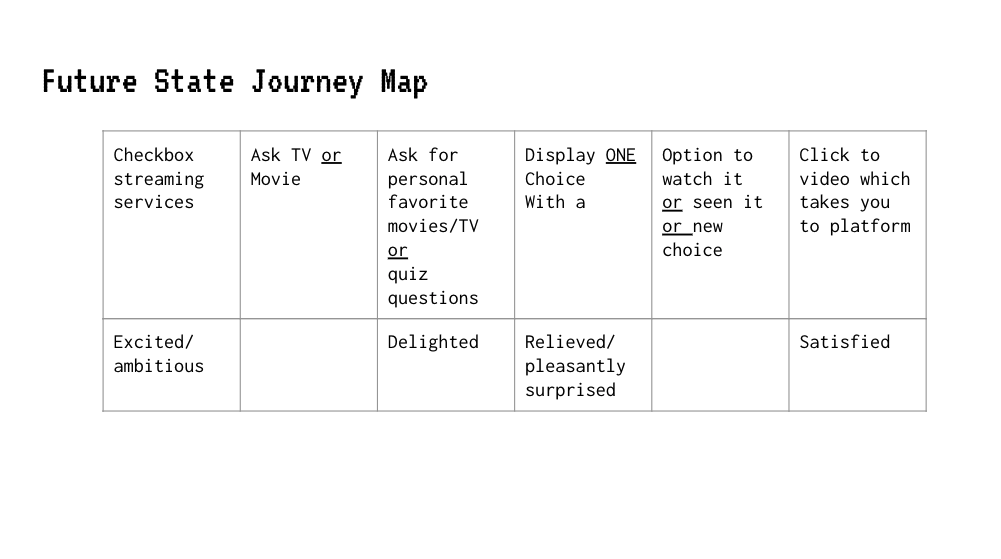 Future State Journey Map
Checkbox
streaming
services
Ask TV or
Movie
Ask for
personal
favorite
movies/TV
or
quiz
questions
Display ONE
Choice
With a
Option to
watch it
or seen it
or new
choice
Click to
video which
takes you
to platform
Excited/
ambitious
Delighted
Relieved/
pleasantly
surprised
Satisfied